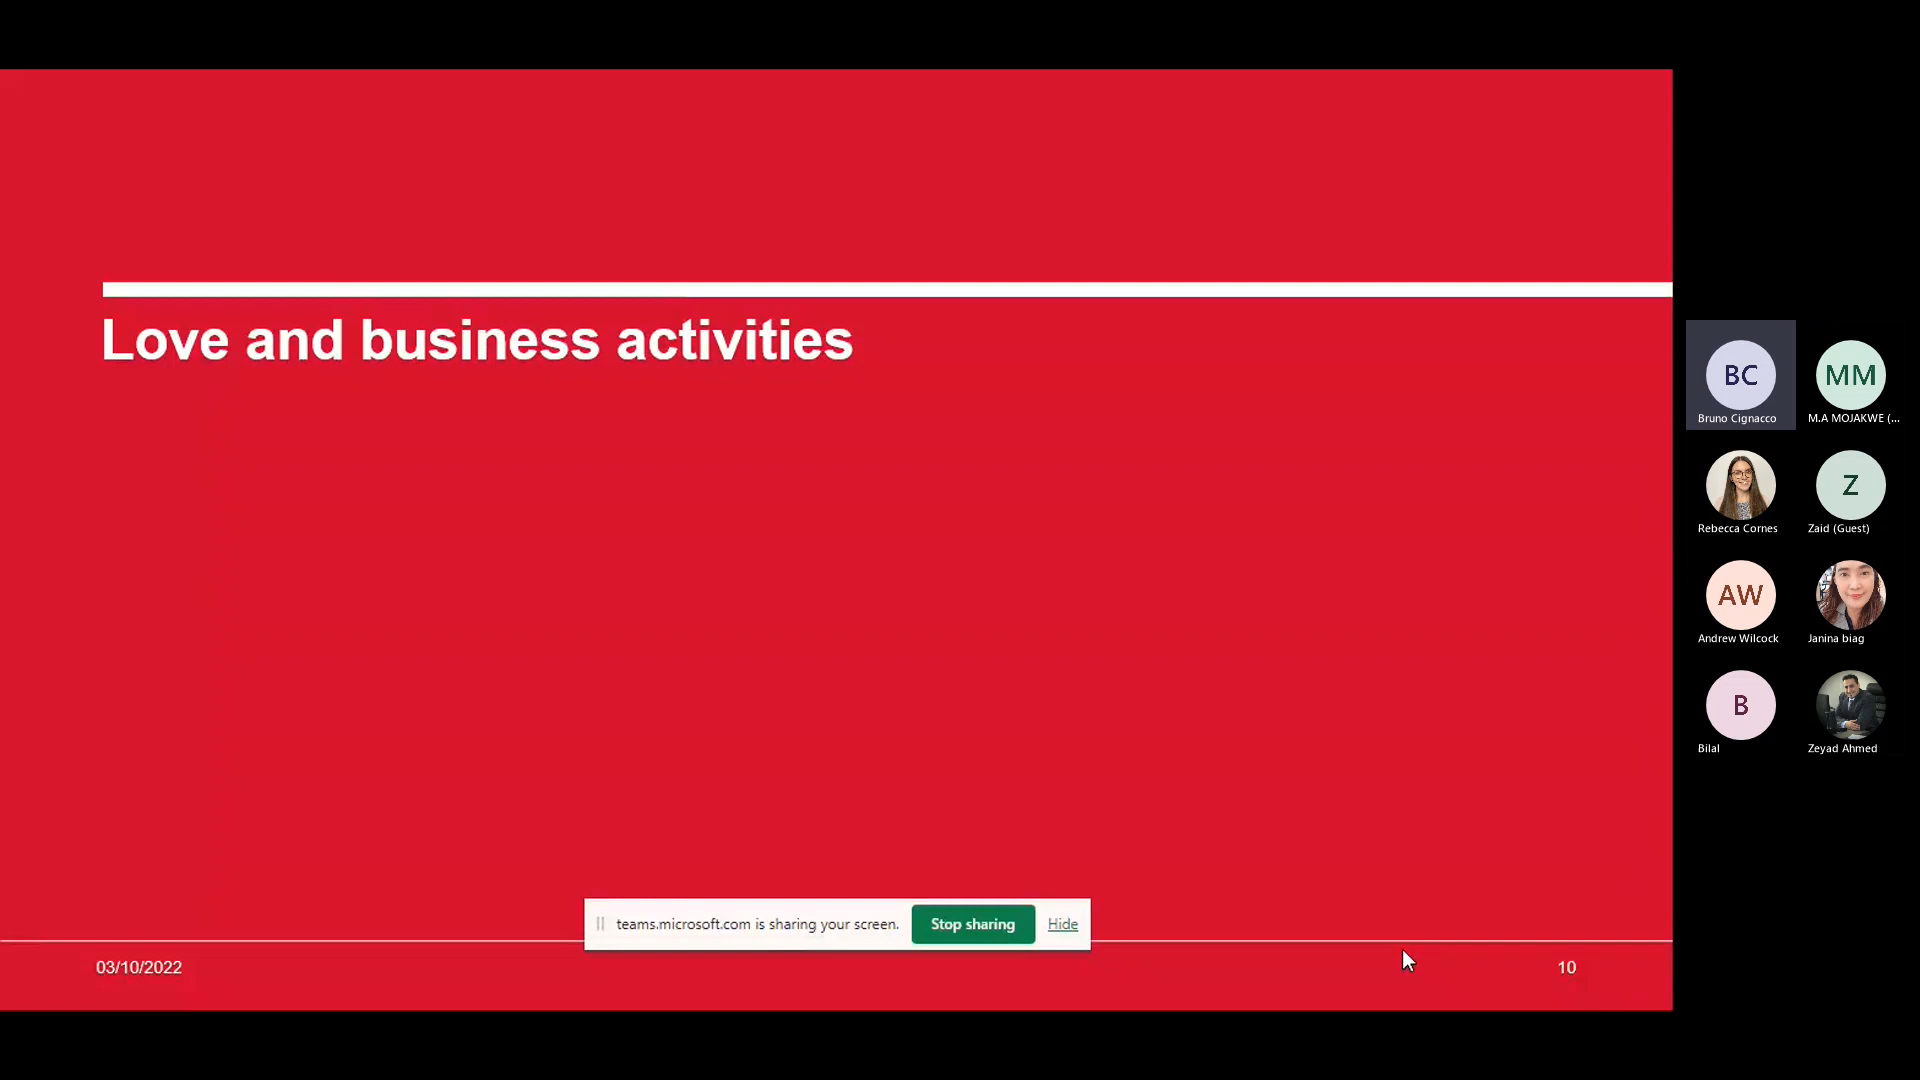 Love and business activities
teams.microsoft.com is sharing your screen. Stop sharing Hide
03/10/2022 10
BC MM
Bruno Cignacco M.A MOJAKWE (...
Z
Rebecca Cornes Zaid (Guest)
AW
Andrew Wilcock Janina biag
B
Bilal Zeyad Ahmed